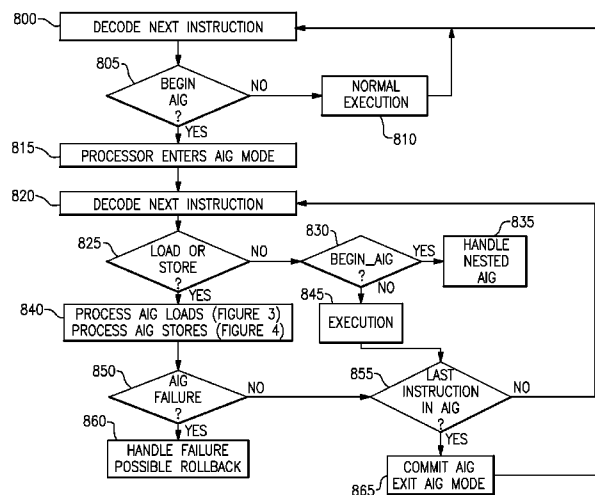 800
DECODE NEXT INSTRUCTION
805
BEGIN
AIG
?
NO
YES
NORMAL
EXECUTION
810
815
PROCESSOR ENTERS AIG MODE
820
DECODE NEXT INSTRUCTION
825
LOAD OR
STORE
?
NO
YES
830
BEGIN_AIG
?
YES
NO
835
HANDLE
NESTED
AIG
840
PROCESS AIG LOADS (FIGURE 3)
PROCESS AIG STORES (FIGURE 4)
845
EXECUTION
850
AIG
FAILURE
?
NO
YES
855
LAST
INSTRUCTION
IN AIG
?
NO
YES
860
HANDLE FAILURE
POSSIBLE ROLLBACK
COMMIT AIG
EXIT AIG MODE
865